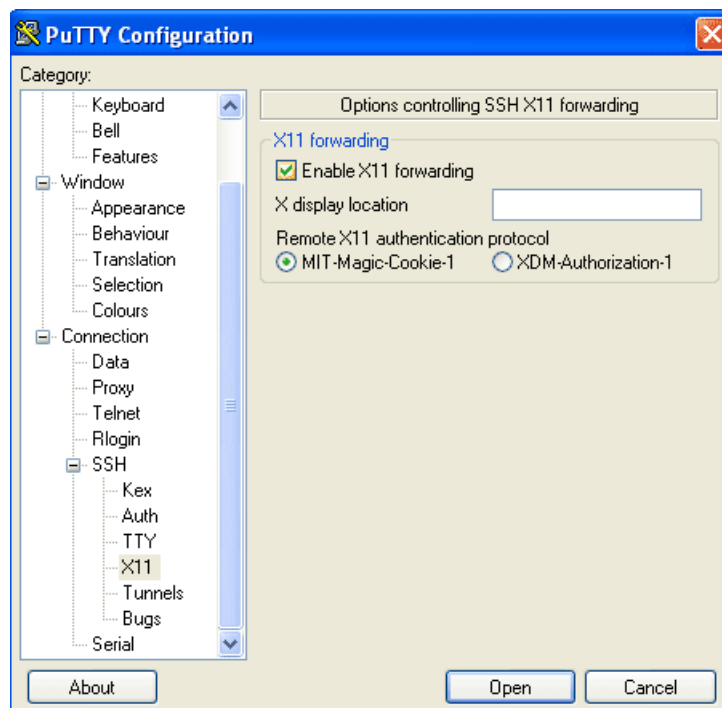 PuTTY Configuration
Category:
Keyboard
Bell
Features
Window
Appearance
Behaviour
Translation
Selection
Colours
Connection
Data
Proxy
Telnet
Rlogin
SSH
Kex
Auth
TTY
X11
Tunnels
Bugs
Serial
Options controlling SSH X11 forwarding
X11 forwarding
Enable X11 forwarding
X display location
Remote X11 authentication protocol
MIT-Magic-Cookie-1 XDM-Authorization-1
About Open Cancel